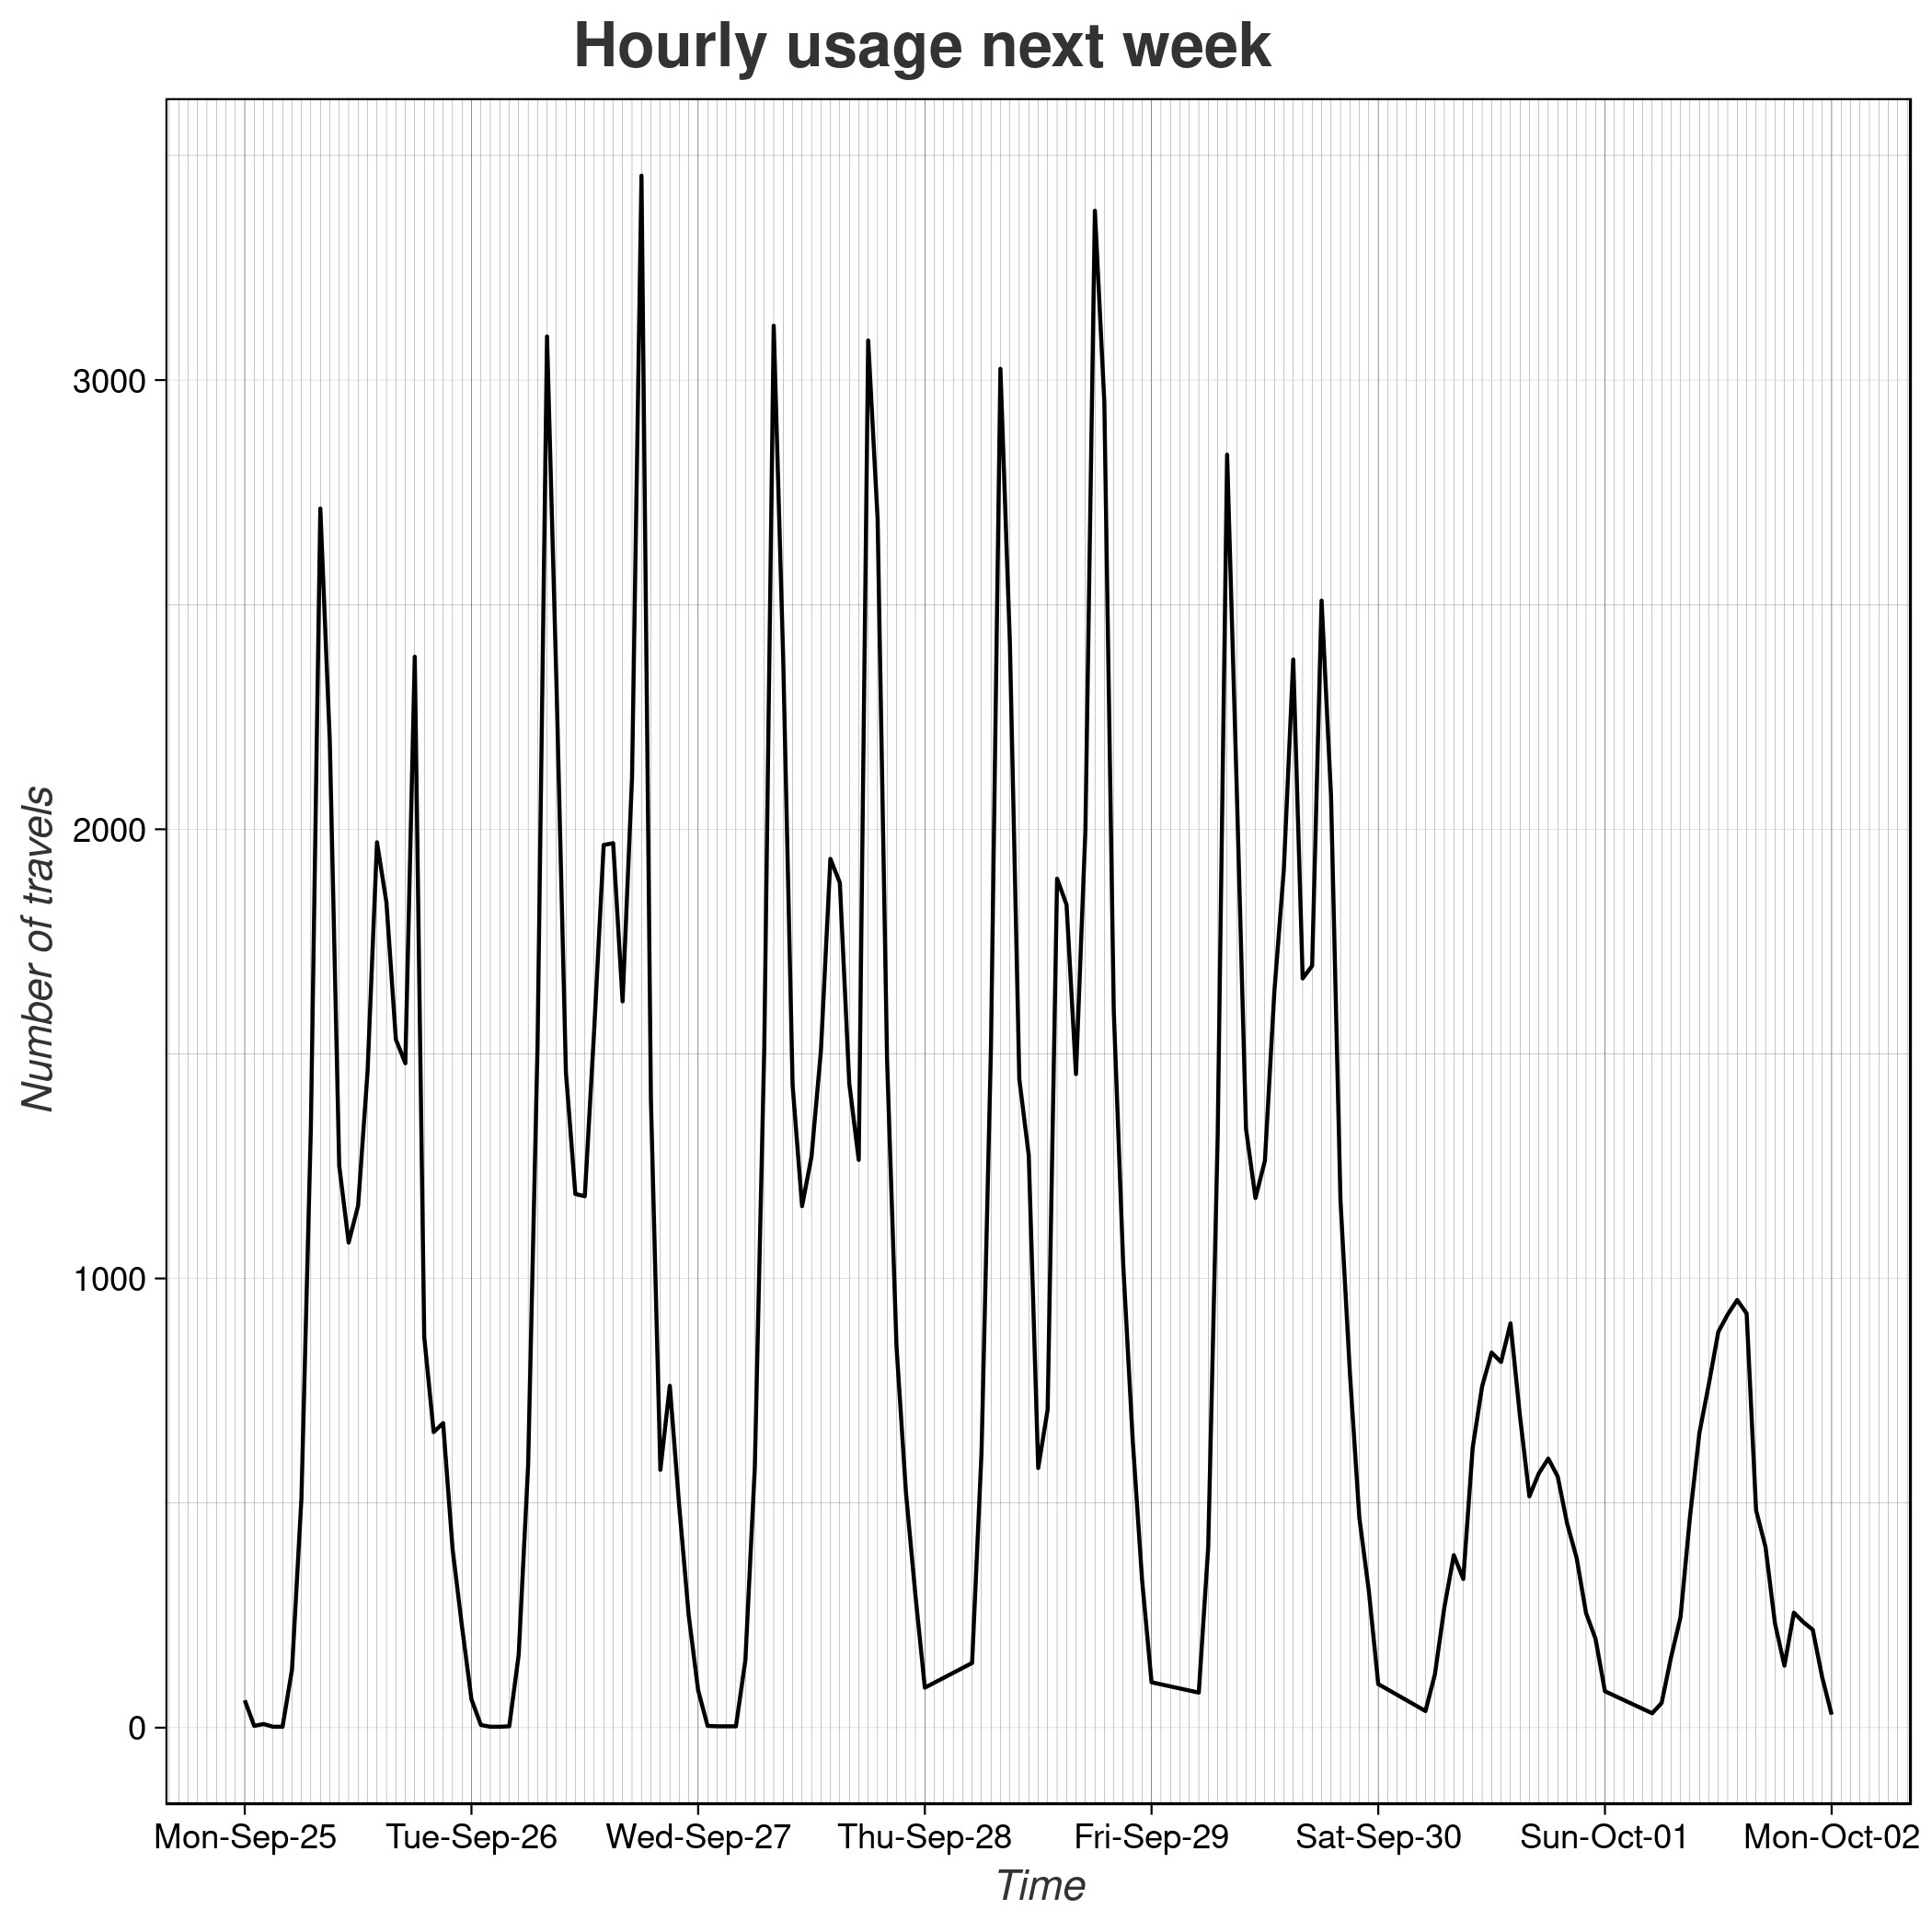 Hourly usage next week
Number of travels
3000
2000
1000
0
Mon-Sep-25 Tue-Sep-26 Wed-Sep-27 Thu-Sep-28 Fri-Sep-29 Sat-Sep-30 Sun-Oct-01 Mon-Oct-02
Time